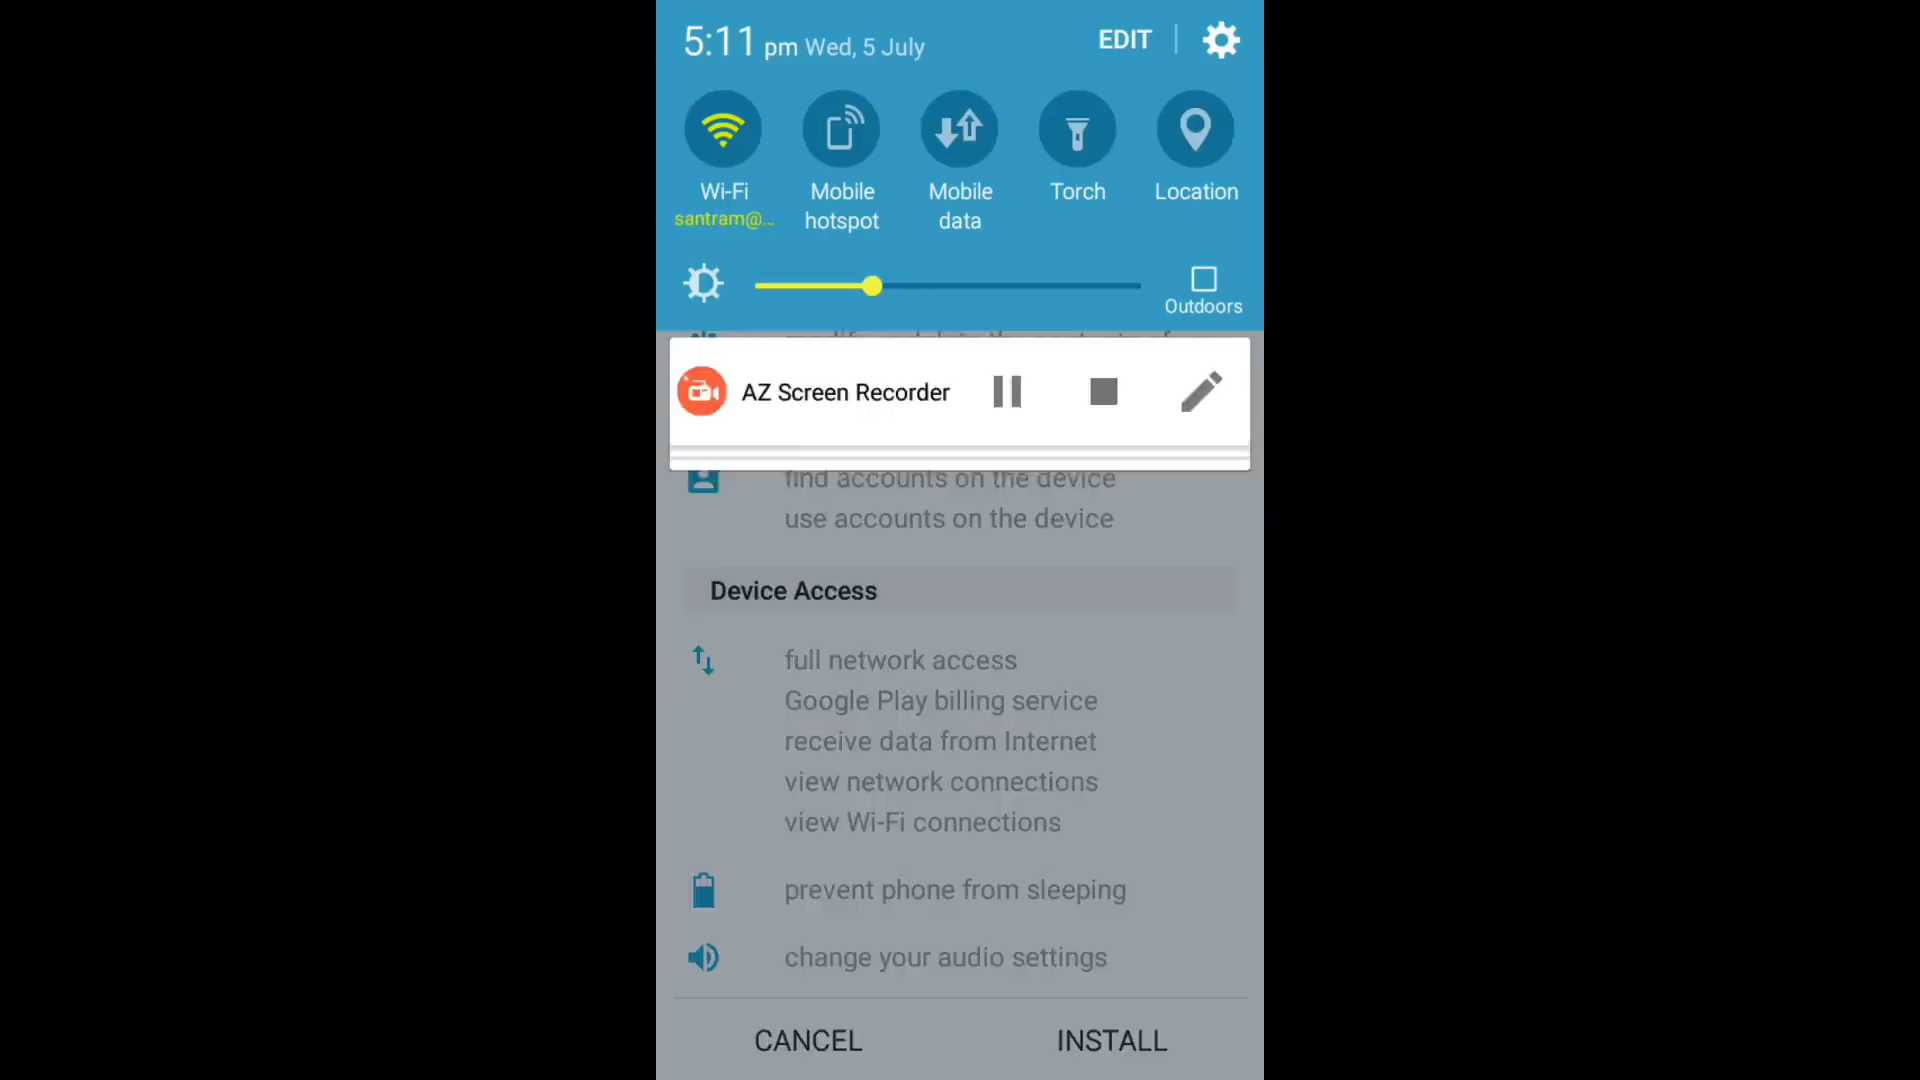 5:11 pm Wed, 5 July EDIT
Wi-Fi Mobile hotspot Mobile data Torch Location
santram@...
Outdoors
AZ Screen Recorder
find accounts on the device
use accounts on the device
Device Access
full network access
Google Play billing service
receive data from Internet
view network connections
view Wi-Fi connections
prevent phone from sleeping
change your audio settings
CANCEL INSTALL